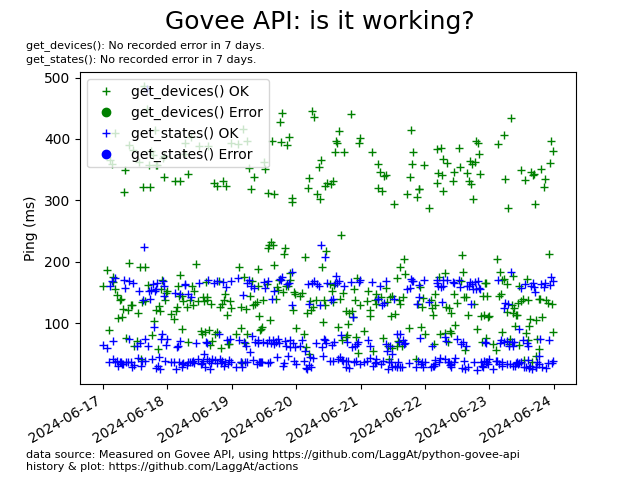 Govee API: is it working?
get_devices(): No recorded error in 7 days.
get_states(): No recorded error in 7 days.
500
400
300
200
100
Ping (ms)
get_devices() OK
get_devices() Error
get_states() OK
get_states() Error
2024-06-17
2024-06-18
2024-06-19
2024-06-20
2024-06-21
2024-06-22
2024-06-23
2024-06-24
data source: Measured on Govee API, using https://github.com/LaggAt/python-govee-api
history & plot: https://github.com/LaggAt/actions